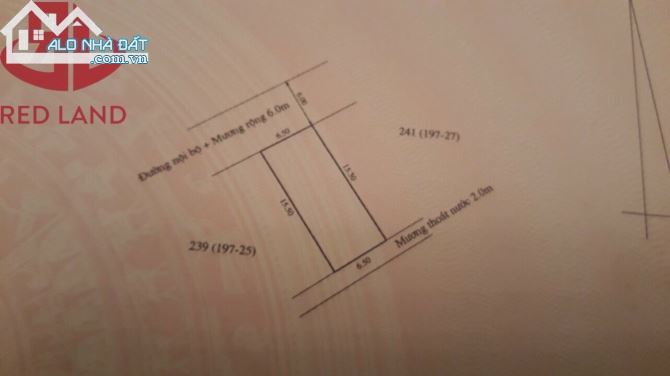 ALO NHÀ ĐẤT
.com.vn
RED LAND
Đường nội bộ + Mương rộng 6.0m
6.00
6.50
241 (197-27)
15.50
15.50
239 (197-25)
Mương thoát nước 2.0m
6.50